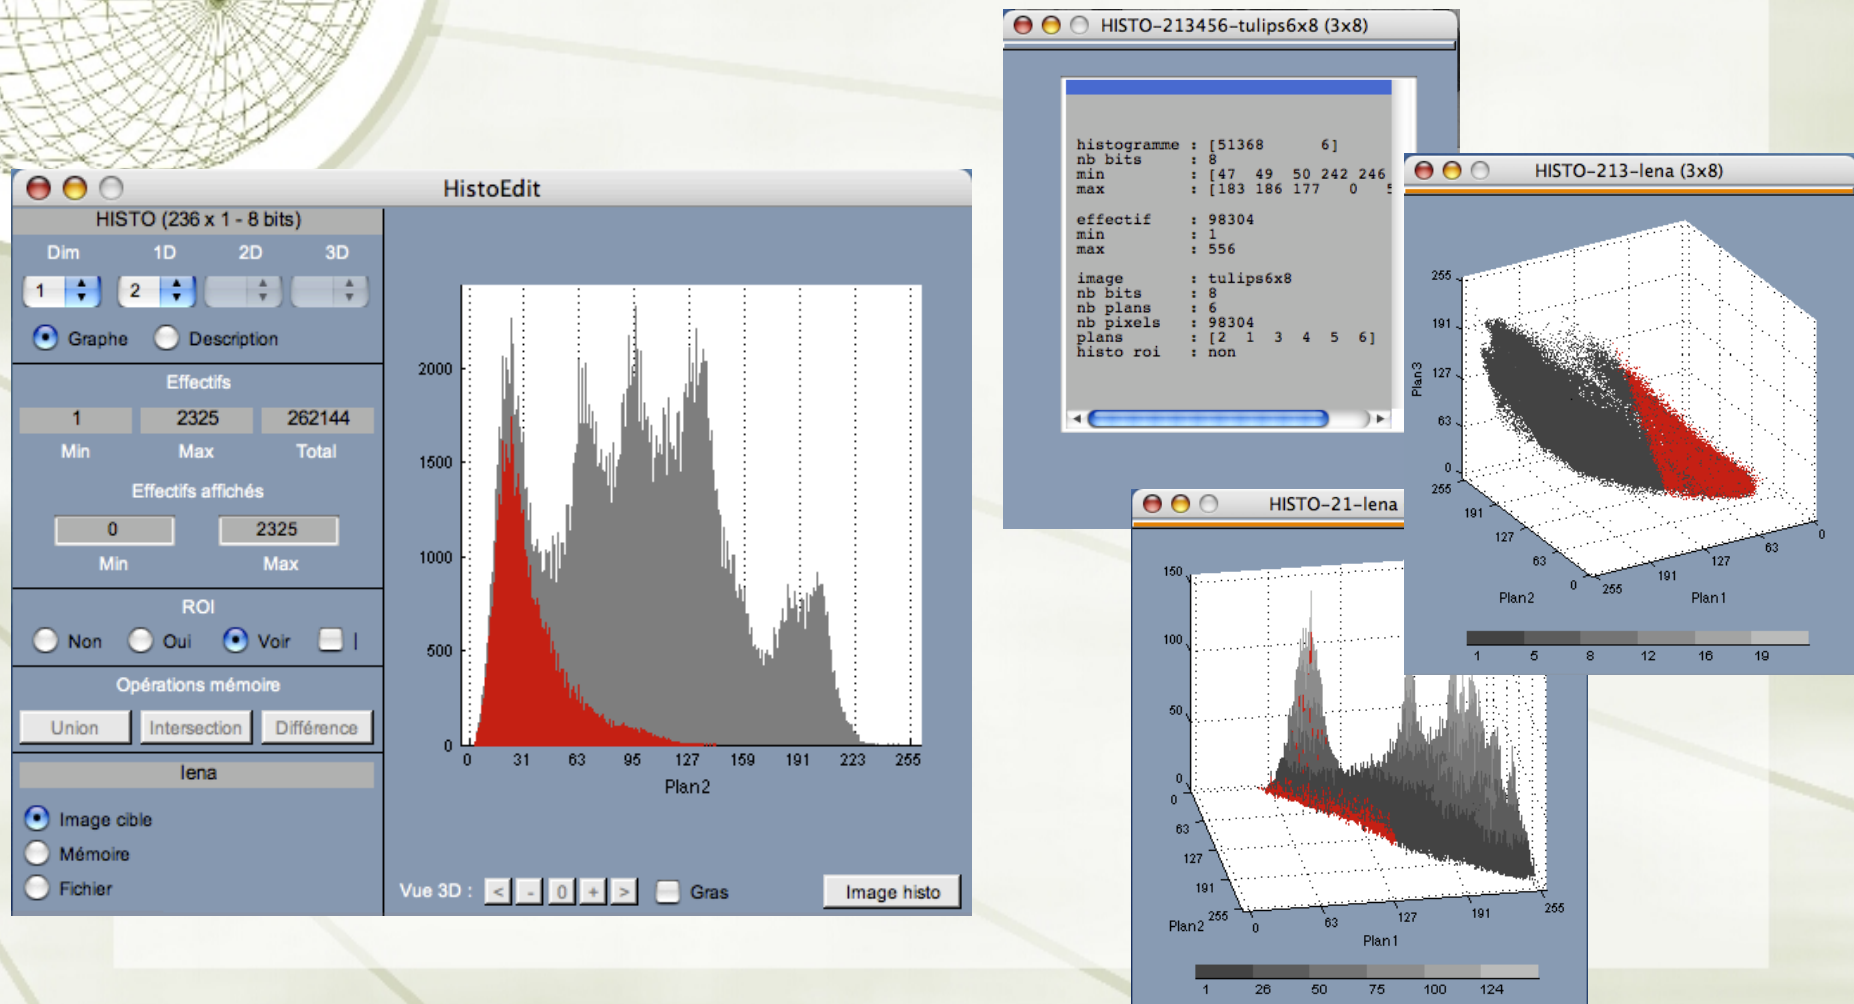 HistoEdit
HISTO (236 x 1 - 8 bits)
Dim 1D 2D 3D
1 2
Graphe Description
Effectifs
1 2325 262144
Min Max Total
Effectifs affichés
0 2325
Min Max
ROI
Non Oui Voir I
Opérations mémoire
Union Intersection Différence
lena
Image cible
Mémoire
Fichier
2000
1500
1000
500
0
0 31 63 95 127 159 191 223 255
Plan2
Vue 3D : < - 0 + > Gras Image histo
HISTO-213456-tulips6x8 (3x8)
histogramme : [51368 6]
nb bits : 8
min : [47 49 50 242 246
max : [183 186 177 0
effectif : 98304
min : 1
max : 556
image : tulips6x8
nb bits : 8
nb plans : 6
nb pixels : 98304
plans : [2 1 3 4 5 6]
histo roi : non
HISTO-213-lena (3x8)
255
191
127
63
0
Plan3
255
191
127
63
0
Plan2
255
191
127
63
0
Plan1
1 5 8 12 16 19
HISTO-21-lena
150
100
50
0
0
63
127
191
255
Plan2
0 63 127 191 255
Plan1
1 26 50 75 100 124